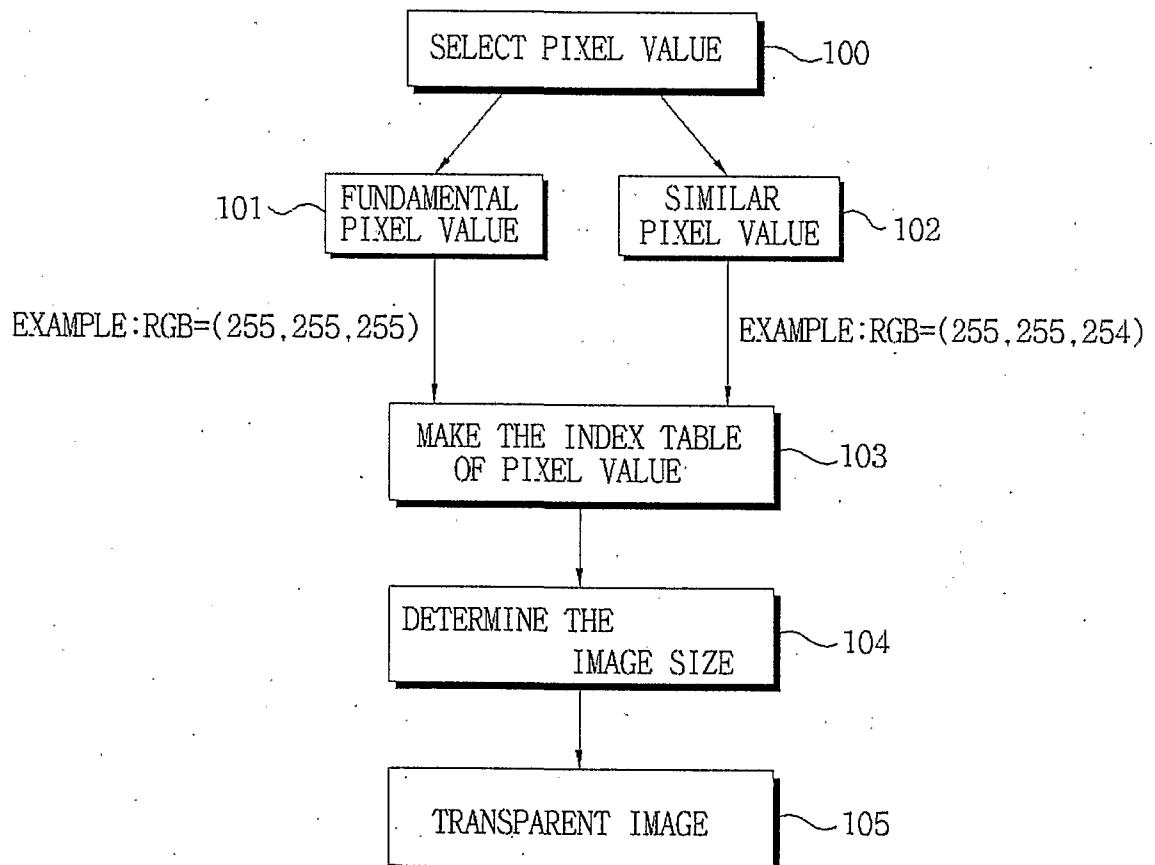 SELECT PIXEL VALUE
100
FUNDAMENTAL
PIXEL VALUE
101
SIMILAR
PIXEL VALUE
102
EXAMPLE:RGB=(255,255,255)
EXAMPLE:RGB=(255,255,254)
MAKE THE INDEX TABLE
OF PIXEL VALUE
103
DETERMINE THE
IMAGE SIZE
104
TRANSPARENT IMAGE
105